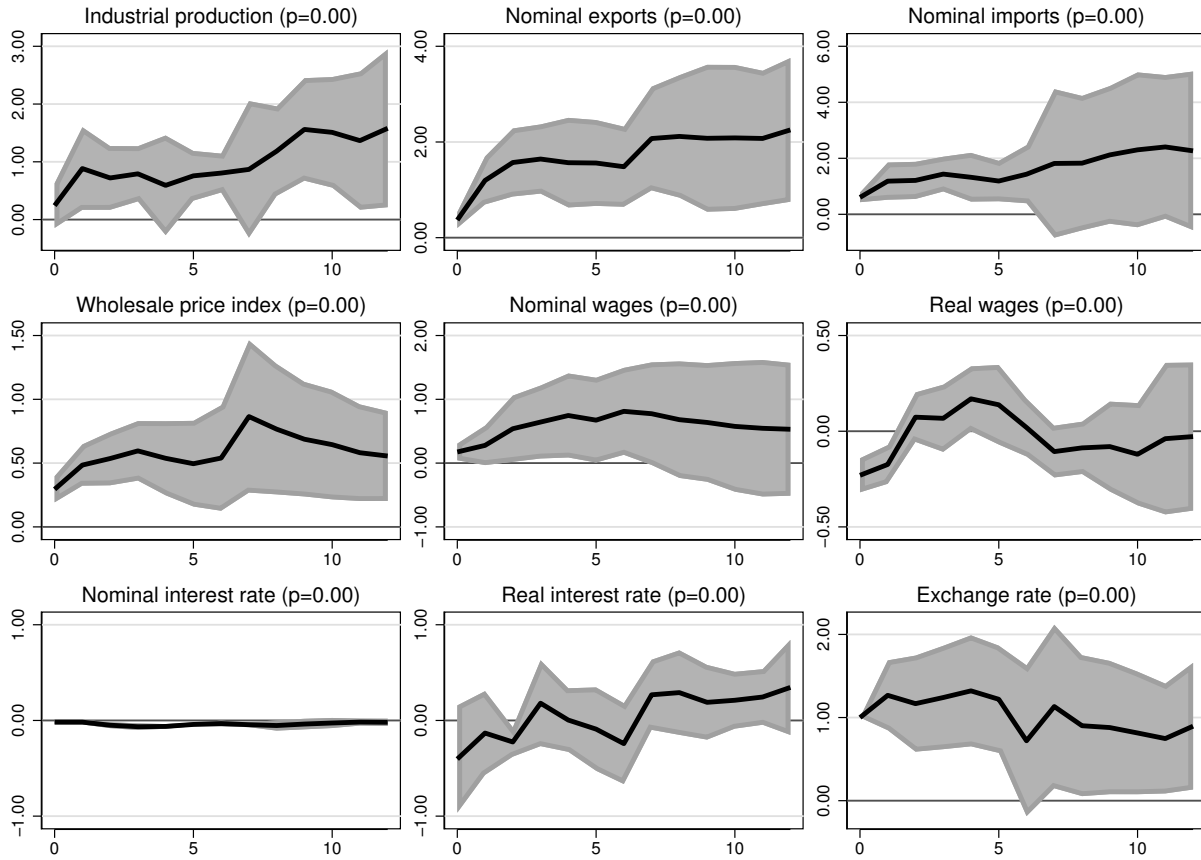 Industrial production (p=0.00)
3.00
2.00
1.00
0.00
0 5 10
Nominal exports (p=0.00)
4.00
2.00
0.00
0 5 10
Nominal imports (p=0.00)
6.00
4.00
2.00
0.00
0 5 10
Wholesale price index (p=0.00)
1.50
1.00
0.50
0.00
0 5 10
Nominal wages (p=0.00)
2.00
1.00
0.00
−1.00
0 5 10
Real wages (p=0.00)
0.50
0.00
−0.50
0 5 10
Nominal interest rate (p=0.00)
1.00
0.00
−1.00
0 5 10
Real interest rate (p=0.00)
1.00
0.00
−1.00
0 5 10
Exchange rate (p=0.00)
2.00
1.00
0.00
0 5 10